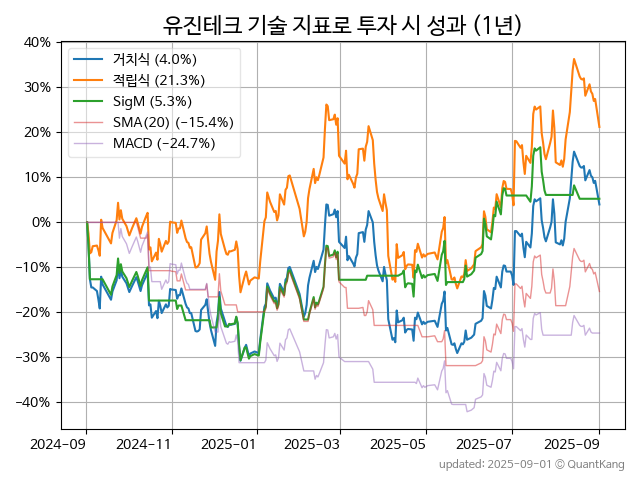 유진테크 기술 지표로 투자 시 성과 (1년)
거치식 (4.0%)
적립식 (21.3%)
SigM (5.3%)
SMA(20) (−15.4%)
MACD (−24.7%)
40%
30%
20%
10%
0%
−10%
−20%
−30%
−40%
2024-09
2024-11
2025-01
2025-03
2025-05
2025-07
2025-09
updated: 2025-09-01 © QuantKang